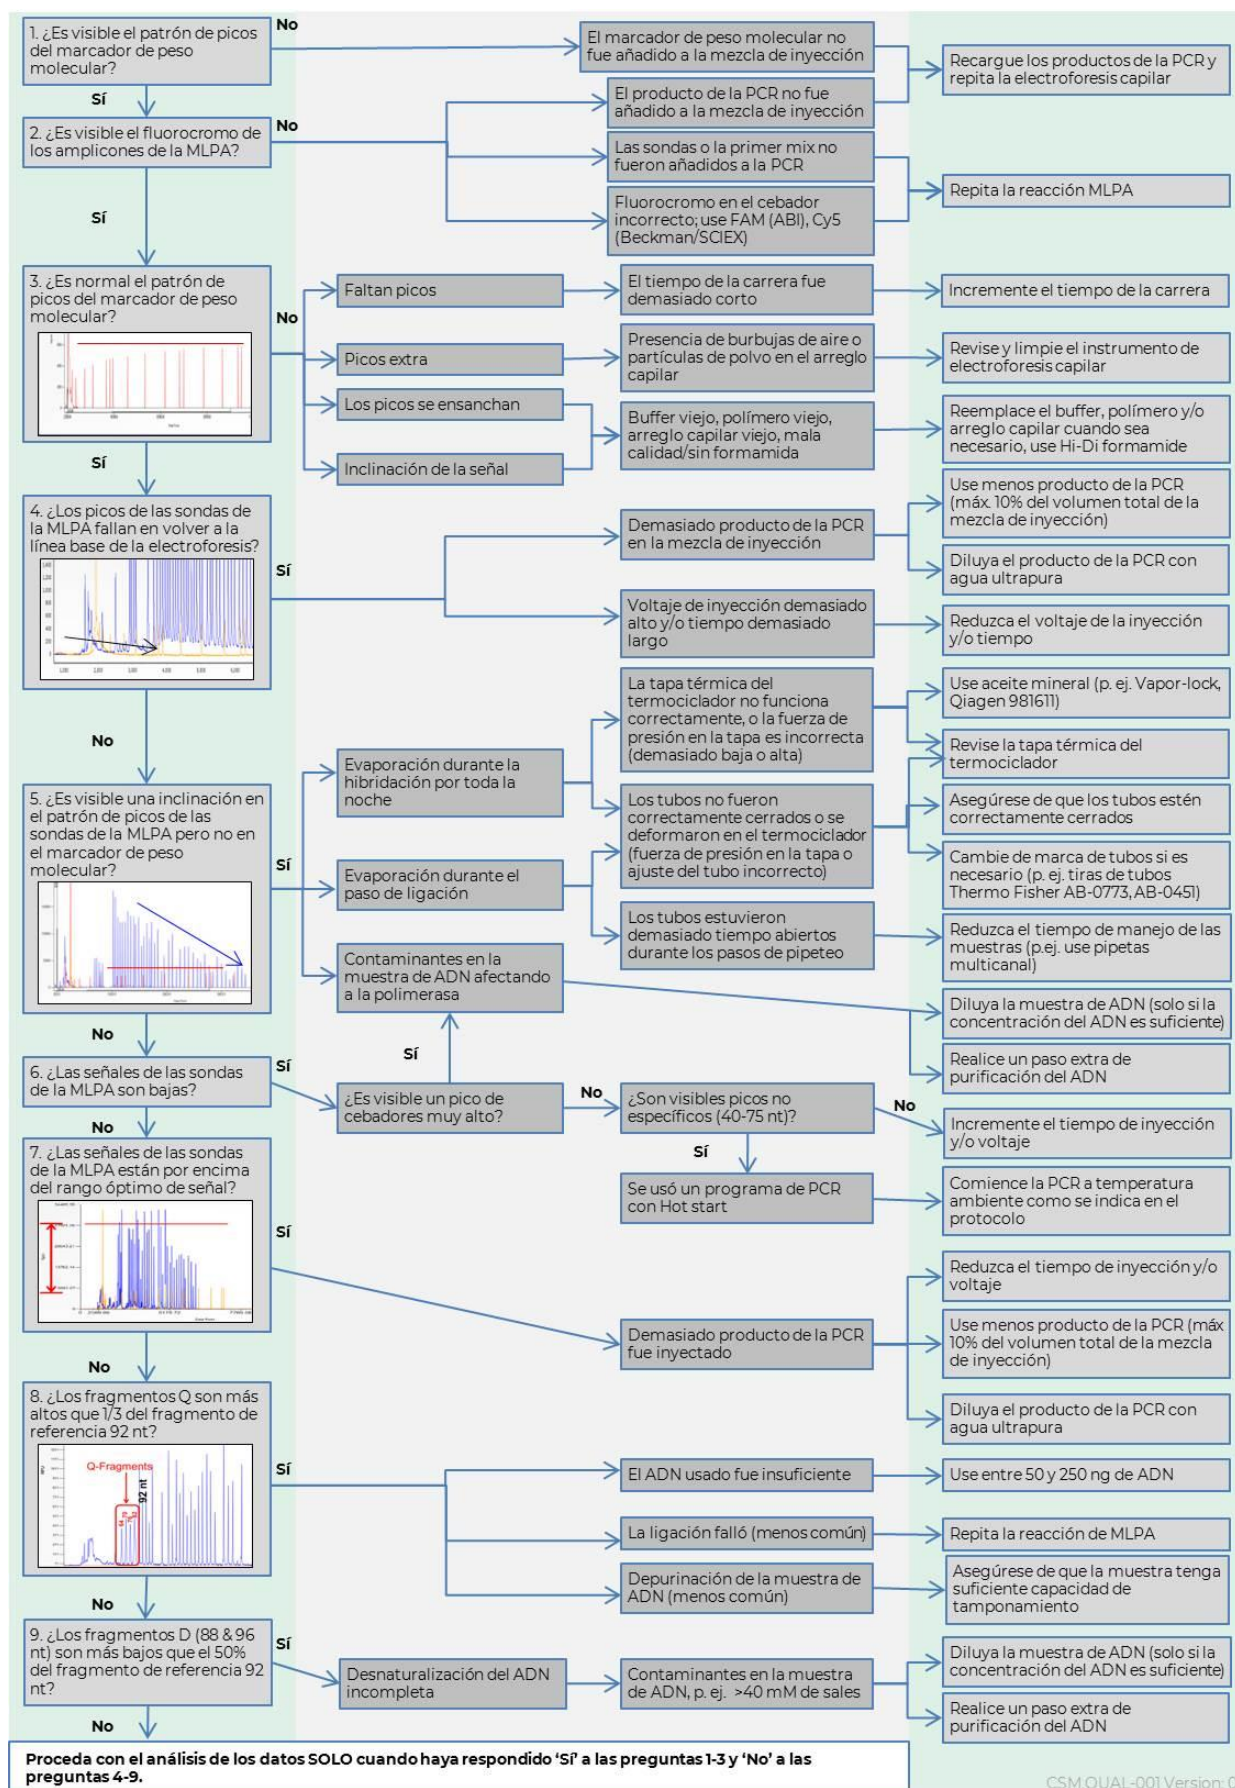 1. ¿Es visible el patrón de picos
del marcador de peso
molecular?
No
El marcador de peso molecular no
fue añadido a la mezcla de inyección
Recargue los productos de la PCR y
repita la electroforesis capilar
Sí
El producto de la PCR no fue
añadido a la mezcla de inyección
2. ¿Es visible el fluorocromo de
los amplicones de la MLPA?
No
Las sondas o la primer mix no
fueron añadidos a la PCR
Repita la reacción MLPA
Sí
Fluorocromo en el cebador
incorrecto; use FAM (ABI), Cy5
(Beckman/SCIEX)
3. ¿Es normal el patrón de
picos del marcador de peso
molecular?
No
Faltan picos
El tiempo de la carrera fue
demasiado corto
Incremente el tiempo de la carrera
Picos extra
Presencia de burbujas de aire o
partículas de polvo en el arreglo
capilar
Revise y limpie el instrumento de
electroforesis capilar
Los picos se ensanchan
Inclinación de la señal
Buffer viejo, polímero viejo,
arreglo capilar viejo, mala
calidad/sin formamida
Reemplace el buffer, polímero y/o
arreglo capilar cuando sea
necesario, use Hi-Di formamide
Sí
4. ¿Los picos de las sondas de
la MLPA fallan en volver a la
línea base de la electroforesis?
Sí
Demasiado producto de la PCR
en la mezcla de inyección
Use menos producto de la PCR
(máx. 10% del volumen total de la
mezcla de inyección)
Diluya el producto de la PCR con
agua ultrapura
Voltaje de inyección demasiado
alto y/o tiempo demasiado
largo
Reduzca el voltaje de la inyección
y/o tiempo
No
5. ¿Es visible una inclinación en
el patrón de picos de las
sondas de la MLPA pero no en
el marcador de peso
molecular?
Sí
Evaporación durante la
hibridación por toda la
noche
La tapa térmica del
termociclador no funciona
correctamente, o la fuerza de
presión en la tapa es incorrecta
(demasiado baja o alta)
Use aceite mineral (p. ej. Vapor-lock,
Qiagen 981611)
Revise la tapa térmica del
termociclador
Evaporación durante el
paso de ligación
Los tubos no fueron
correctamente cerrados o se
deformaron en el termociclador
(fuerza de presión en la tapa o
ajuste del tubo incorrecto)
Asegúrese de que los tubos estén
correctamente cerrados
Cambie de marca de tubos si es
necesario (p. ej. tiras de tubos
Thermo Fisher AB-0773, AB-0451)
Los tubos estuvieron
demasiado tiempo abiertos
durante los pasos de pipeteo
Reduzca el tiempo de manejo de las
muestras (p.ej. use pipetas
multicanal)
Contaminantes en la
muestra de ADN afectando
a la polimerasa
Diluya la muestra de ADN (solo si la
concentración del ADN es suficiente)
Realice un paso extra de
purificación del ADN
No
Sí
6. ¿Las señales de las sondas
de la MLPA son bajas?
Sí
¿Es visible un pico de
cebadores muy alto?
No
¿Son visibles picos no
específicos (40-75 nt)?
No
Incremente el tiempo de inyección
y/o voltaje
Sí
Se usó un programa de PCR
con Hot start
Comience la PCR a temperatura
ambiente como se indica en el
protocolo
No
7. ¿Las señales de las sondas
de la MLPA están por encima
del rango óptimo de señal?
Sí
Demasiado producto de la PCR
fue inyectado
Reduzca el tiempo de inyección y/o
voltaje
Use menos producto de la PCR (máx
10% del volumen total de la mezcla
de inyección)
Diluya el producto de la PCR con
agua ultrapura
No
8. ¿Los fragmentos Q son más
altos que 1/3 del fragmento de
referencia 92 nt?
Q-Fragments
92 nt
Sí
El ADN usado fue insuficiente
Use entre 50 y 250 ng de ADN
La ligación falló (menos común)
Repita la reacción de MLPA
Depurinación de la muestra de
ADN (menos común)
Asegúrese de que la muestra tenga
suficiente capacidad de
tamponamiento
No
9. ¿Los fragmentos D (88 & 96
nt) son más bajos que el 50%
del fragmento de referencia 92
nt?
Sí
Desnaturalización del ADN
incompleta
Contaminantes en la muestra
de ADN, p. ej. >40 mM de sales
Diluya la muestra de ADN (solo si la
concentración del ADN es suficiente)
Realice un paso extra de
purificación del ADN
No
Proceda con el análisis de los datos SOLO cuando haya respondido ‘Sí’ a las preguntas 1-3 y ‘No’ a las
preguntas 4-9.
CSM.QUAL-001 Version: 0